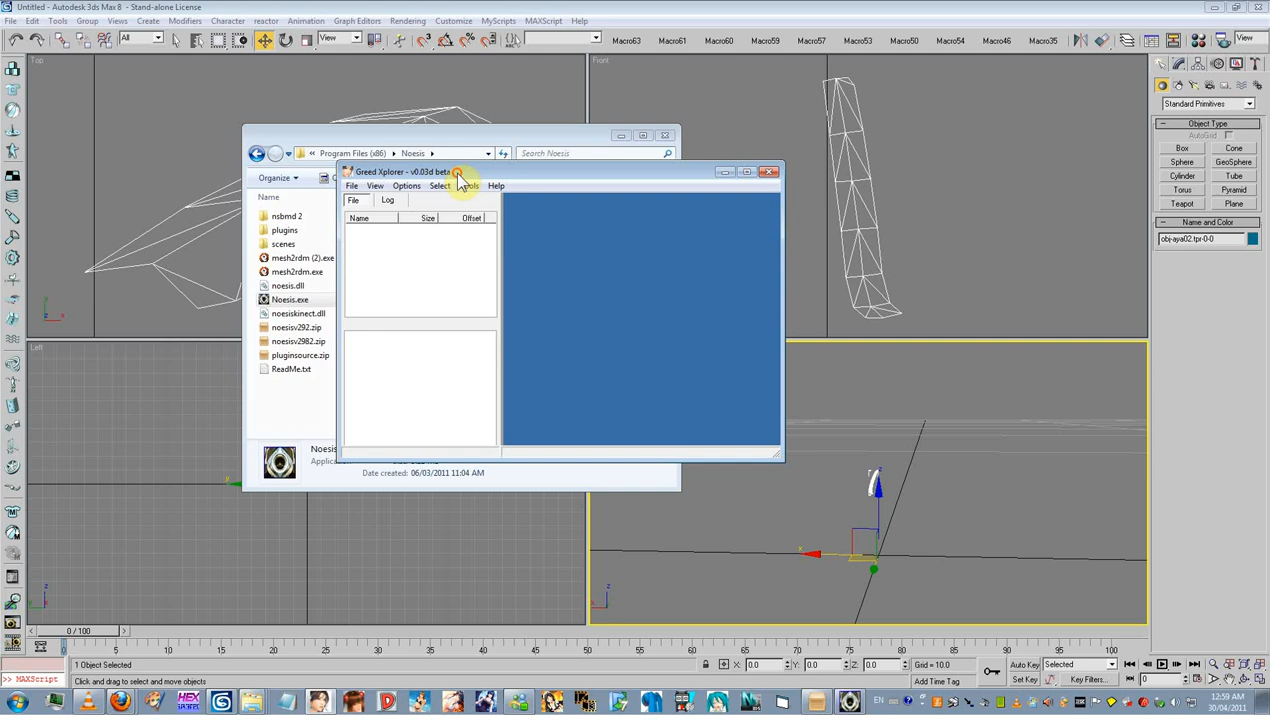 Untitled - Autodesk 3ds Max 8 - Stand-alone License
File Edit Tools Group Views Create Modifiers Character reactor Animation Graph Editors Rendering Customize MyScripts MAXScript Help
All View Macro63 Macro61 Macro60 Macro59 Macro57 Macro53 Macro50 Macro54 Macro46 Macro35 View
Top
Front
Left
Standard Primitives
Object Type
AutoGrid
Box Cone
Sphere GeoSphere
Cylinder Tube
Torus Pyramid
Teapot Plane
Name and Color
obj-aya02.tpr-0-0
Program Files (x86) Noesis
Search Noesis
Organize
Name
nsbmd 2
plugins
scenes
mesh2rdm (2).exe
mesh2rdm.exe
noesis.dll
Noesis.exe
noesiskinect.dll
noesisv292.zip
noesisv2982.zip
pluginsource.zip
ReadMe.txt
Noesis
Date created: 06/03/2011 11:04 AM
Greed Xplorer - v0.03d beta
File View Options Select Help
File Log
Name Size Offset
0 / 100
0 5 10 15 20 25 30 35 40 45 50 55 60 65 70 75 80 85 90 95 100
1 Object Selected
X: 0.0 Y: 0.0 Z: 0.0 Grid = 10.0
Auto Key Selected
MAXScript
Click and drag to select and move objects
Add Time Tag
Set Key Key Filters... 0
HEX
EN
12:59 AM
30/04/2011